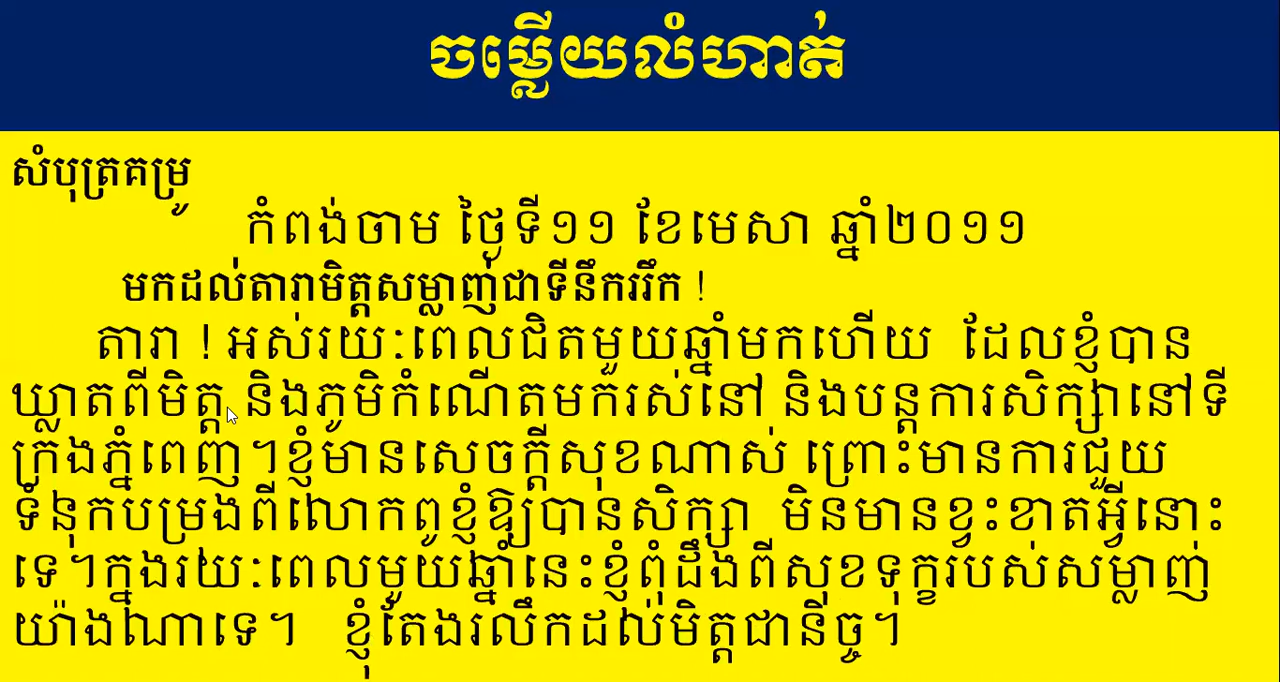 ចម្លើយលំហាត់
សំបុត្រគម្រូ
កំពង់ចាម ថ្ងៃទី១១ ខែមេសា ឆ្នាំ២០១១
មកដល់តារាមិត្តសម្លាញ់ជាទីនឹករឭក !
តារា ! អស់រយៈពេលជិតមួយឆ្នាំមកហើយ ដែលខ្ញុំបាន
ឃ្លាតពីមិត្ត និងភូមិកំណើតមករស់នៅ និងបន្តការសិក្សានៅទី
ក្រុងភ្នំពេញ។ខ្ញុំមានសេចក្ដីសុខណាស់ ព្រោះមានការជួយ
ទំនុកបម្រុងពីលោកពូខ្ញុំឱ្យបានសិក្សា មិនមានខ្វះខាតអ្វីនោះ
ទេ។ក្នុងរយៈពេលមួយឆ្នាំនេះខ្ញុំពុំដឹងពីសុខទុក្ខរបស់សម្លាញ់
យ៉ាងណាទេ។ ខ្ញុំតែងរលឹកដល់មិត្តជានិច្ច។